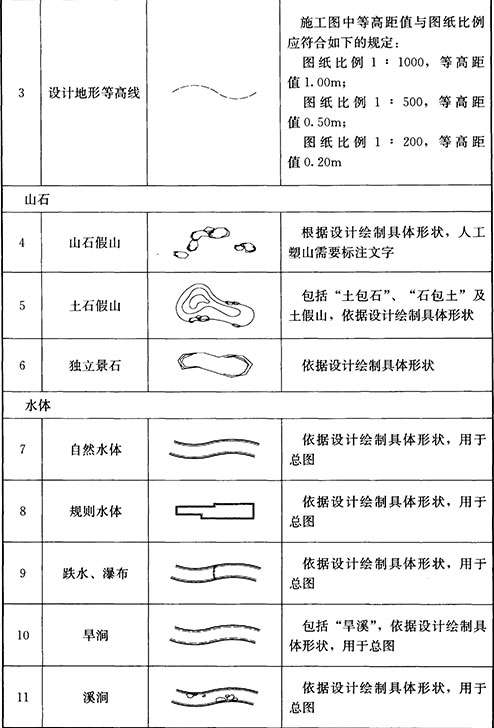 施工图中等高距值与图纸比例
应符合如下的规定：
图纸比例1：1000，等高距
值1.00m；
3 设计地形等高线
图纸比例1：500，等高距
值0.50m；
图纸比例1：200，等高距
值0.20m
山石
4 山石假山 根据设计绘制具体形状，人工
塑山需要标注文字
5 土石假山 包括“土包石”、“石包土”及
土假山，依据设计绘制具体形状
6 独立景石 依据设计绘制具体形状
水体
7 自然水体 依据设计绘制具体形状，用于
总图
8 规则水体 依据设计绘制具体形状，用于
总图
9 跌水、瀑布 依据设计绘制具体形状，用于
总图
10 旱涧 包括“旱溪”，依据设计绘制具
体形状，用于总图
11 溪涧 依据设计绘制具体形状，用于
总图